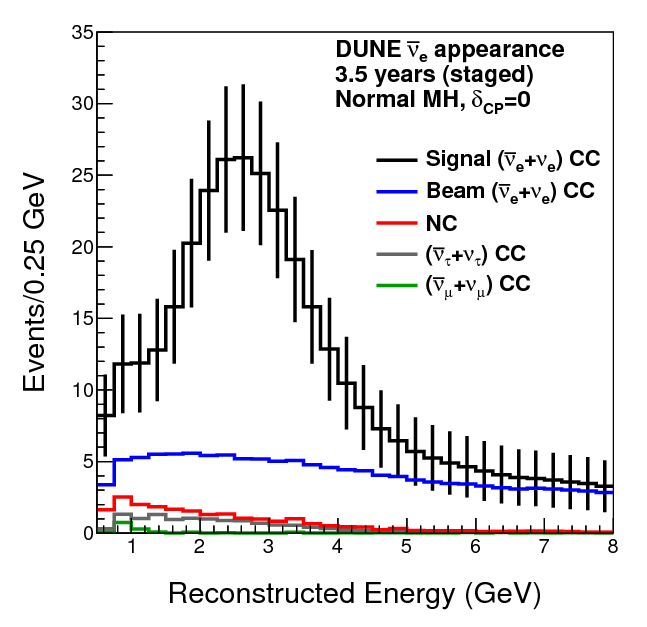 DUNE ν̅e appearance
3.5 years (staged)
Normal MH, δCP=0
Signal (ν̅e+νe) CC
Beam (ν̅e+νe) CC
NC
(ν̅τ+ντ) CC
(ν̅μ+νμ) CC
Events/0.25 GeV
35
30
25
20
15
10
5
0
1 2 3 4 5 6 7 8
Reconstructed Energy (GeV)